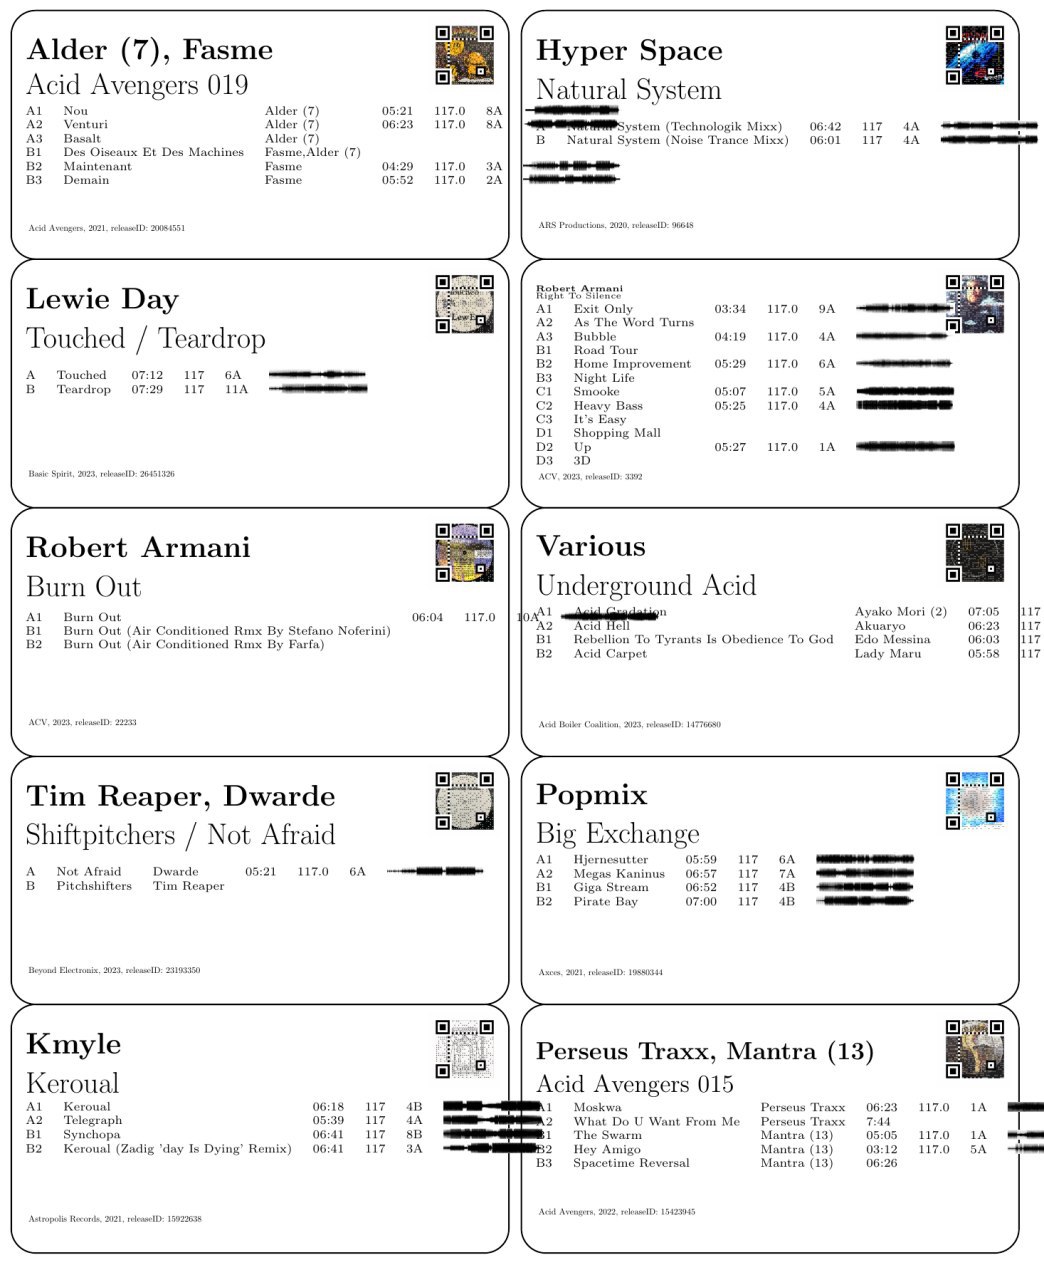 Alder (7), Fasme
Acid Avengers 019
A1 Nou Alder (7) 05:21 117.0 8A
A2 Venturi Alder (7) 06:23 117.0 8A
A3 Basalt Alder (7)
B1 Des Oiseaux Et Des Machines Fasme,Alder (7)
B2 Maintenant Fasme 04:29 117.0 3A
B3 Demain Fasme 05:52 117.0 2A
Acid Avengers, 2021, releaseID: 20084551
Hyper Space
Natural System
A Natural System (Technologik Mixx) 06:42 117 4A
B Natural System (Noise Trance Mixx) 06:01 117 4A
ARS Productions, 2020, releaseID: 96648
Lewie Day
Touched / Teardrop
A Touched 07:12 117 6A
B Teardrop 07:29 117 11A
Basic Spirit, 2023, releaseID: 26451326
Robert Armani
Right To Silence
A1 Exit Only 03:34 117.0 9A
A2 As The Word Turns
A3 Bubble 04:19 117.0 4A
B1 Road Tour
B2 Home Improvement 05:29 117.0 6A
B3 Night Life
C1 Smooke 05:07 117.0 5A
C2 Heavy Bass 05:25 117.0 4A
C3 It's Easy
D1 Shopping Mall
D2 Up 05:27 117.0 1A
D3 3D
ACV, 2023, releaseID: 3392
Robert Armani
Burn Out
A1 Burn Out 06:04 117.0 10A
B1 Burn Out (Air Conditioned Rmx By Stefano Noferini)
B2 Burn Out (Air Conditioned Rmx By Farfa)
ACV, 2023, releaseID: 22233
Various
Underground Acid
A1 Acid Gradation Ayako Mori (2) 07:05 117
A2 Acid Hell Akuaryo 06:23 117
B1 Rebellion To Tyrants Is Obedience To God Edo Messina 06:03 117
B2 Acid Carpet Lady Maru 05:58 117
Acid Boiler Coalition, 2023, releaseID: 14776680
Tim Reaper, Dwarde
Shiftpitchers / Not Afraid
A Not Afraid Dwarde 05:21 117.0 6A
B Pitchshifters Tim Reaper
Beyond Electronix, 2023, releaseID: 23193350
Popmix
Big Exchange
A1 Hjernesutter 05:59 117 6A
A2 Megas Kaninus 06:57 117 7A
B1 Giga Stream 06:52 117 4B
B2 Pirate Bay 07:00 117 4B
Axces, 2021, releaseID: 19880344
Kmyle
Keroual
A1 Keroual 06:18 117 4B
A2 Telegraph 05:39 117 4A
B1 Synchopa 06:41 117 8B
B2 Keroual (Zadig 'day Is Dying' Remix) 06:41 117 3A
Astropolis Records, 2021, releaseID: 15922638
Perseus Traxx, Mantra (13)
Acid Avengers 015
A1 Moskwa Perseus Traxx 06:23 117.0 1A
A2 What Do U Want From Me Perseus Traxx 7:44
B1 The Swarm Mantra (13) 05:05 117.0 1A
B2 Hey Amigo Mantra (13) 03:12 117.0 5A
B3 Spacetime Reversal Mantra (13) 06:26
Acid Avengers, 2022, releaseID: 15423945